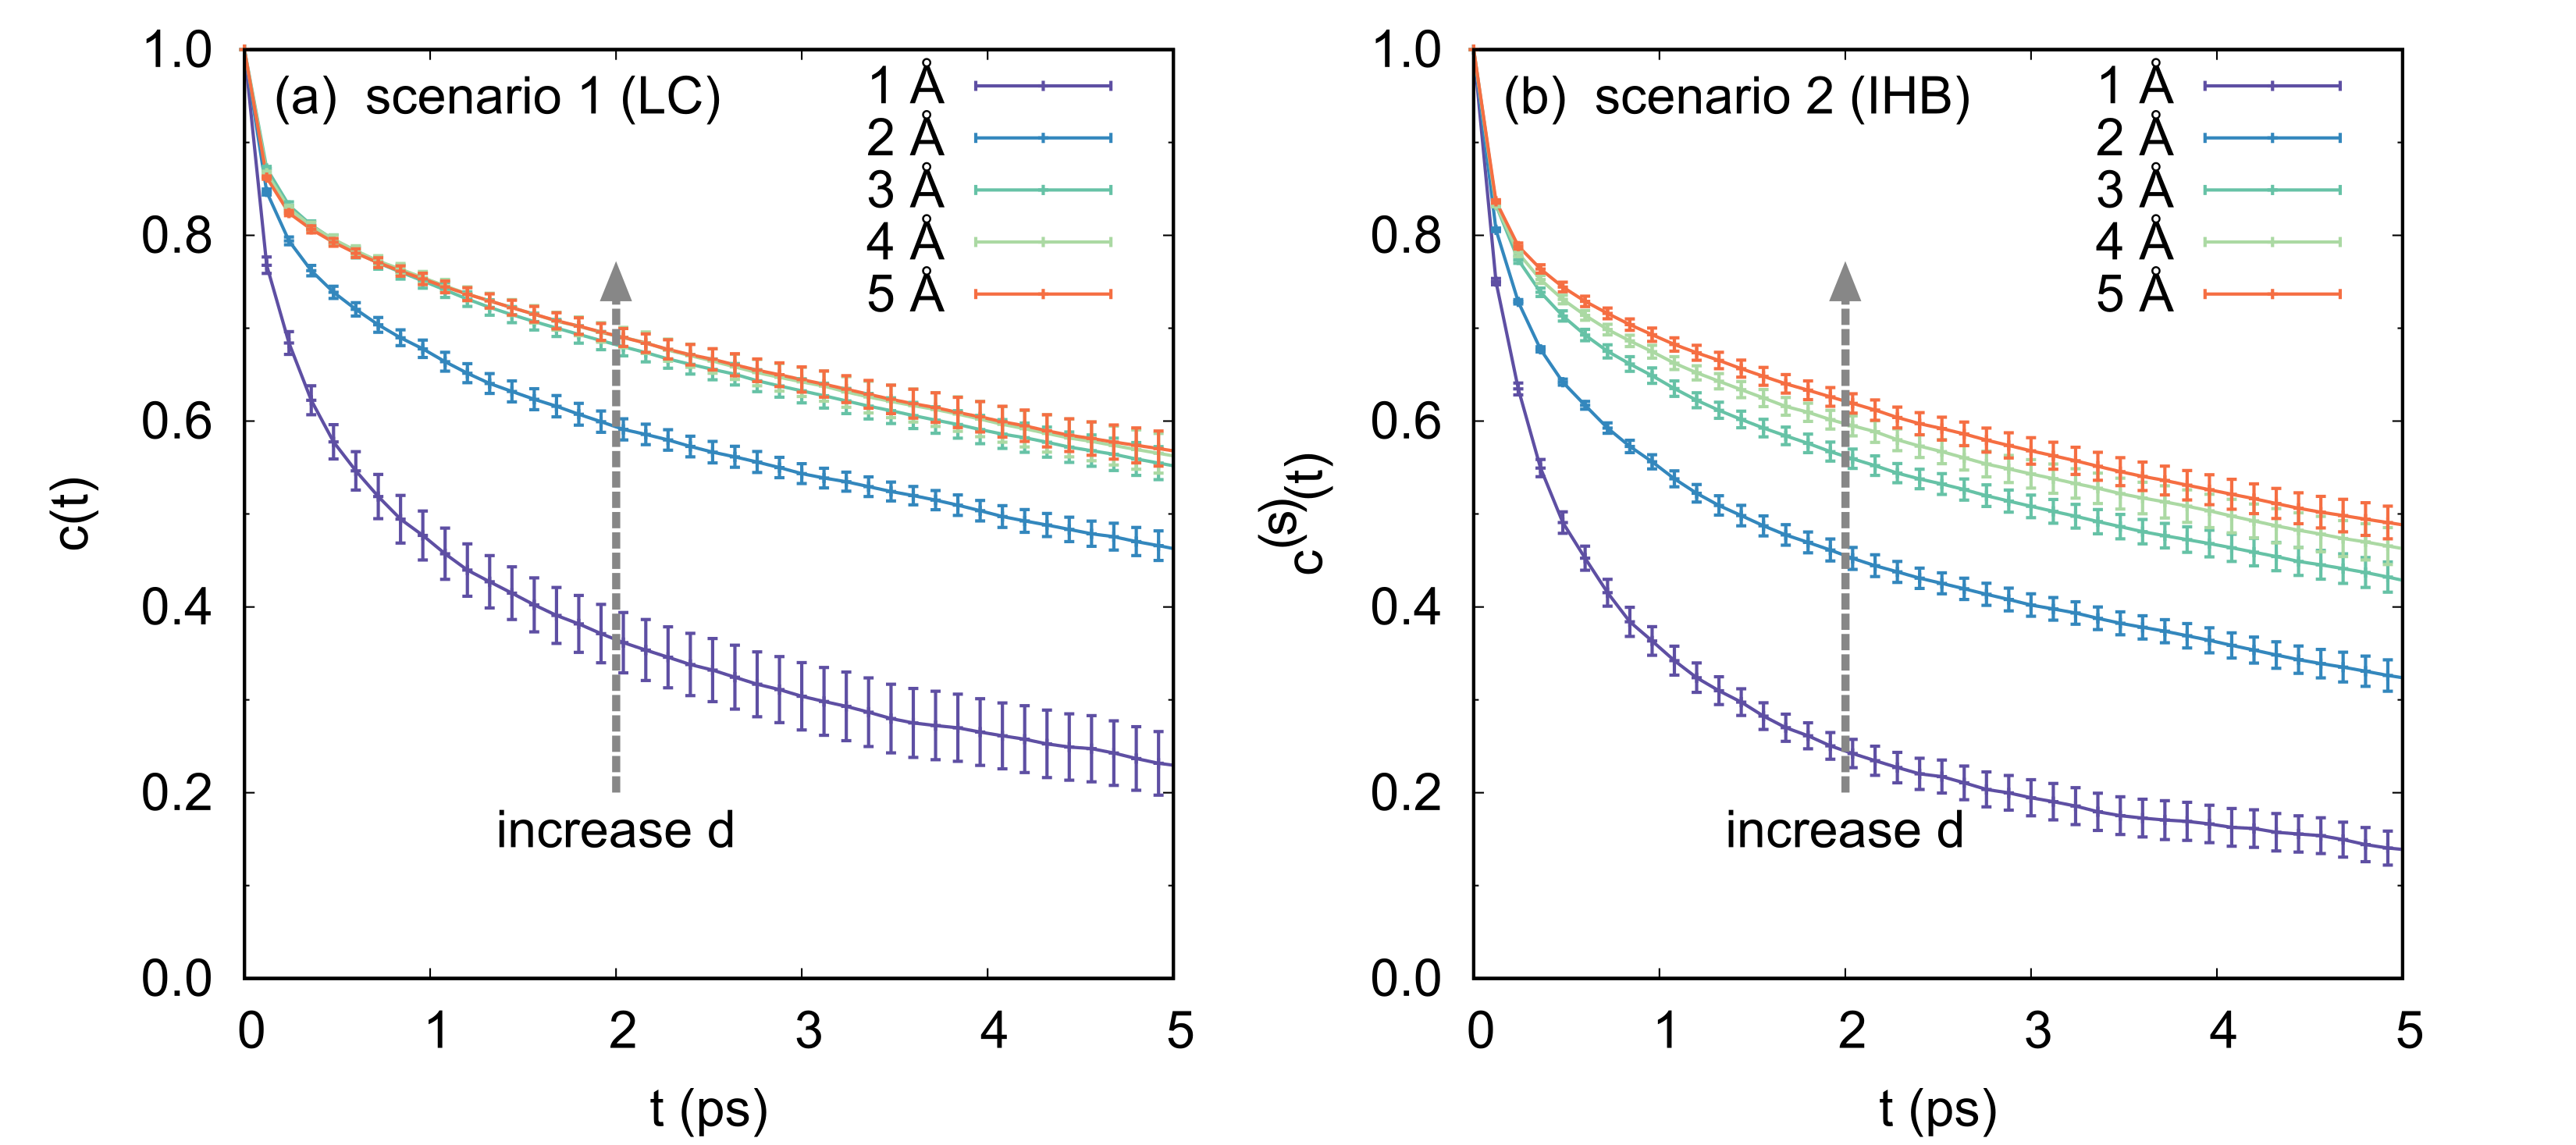 1.0
0.8
0.6
0.4
0.2
0.0
c(t)
(a) scenario 1 (LC)
1 Å
2 Å
3 Å
4 Å
5 Å
increase d
0 1 2 3 4 5
t (ps)
1.0
0.8
0.6
0.4
0.2
0.0
c(s)(t)
(b) scenario 2 (IHB)
1 Å
2 Å
3 Å
4 Å
5 Å
increase d
0 1 2 3 4 5
t (ps)